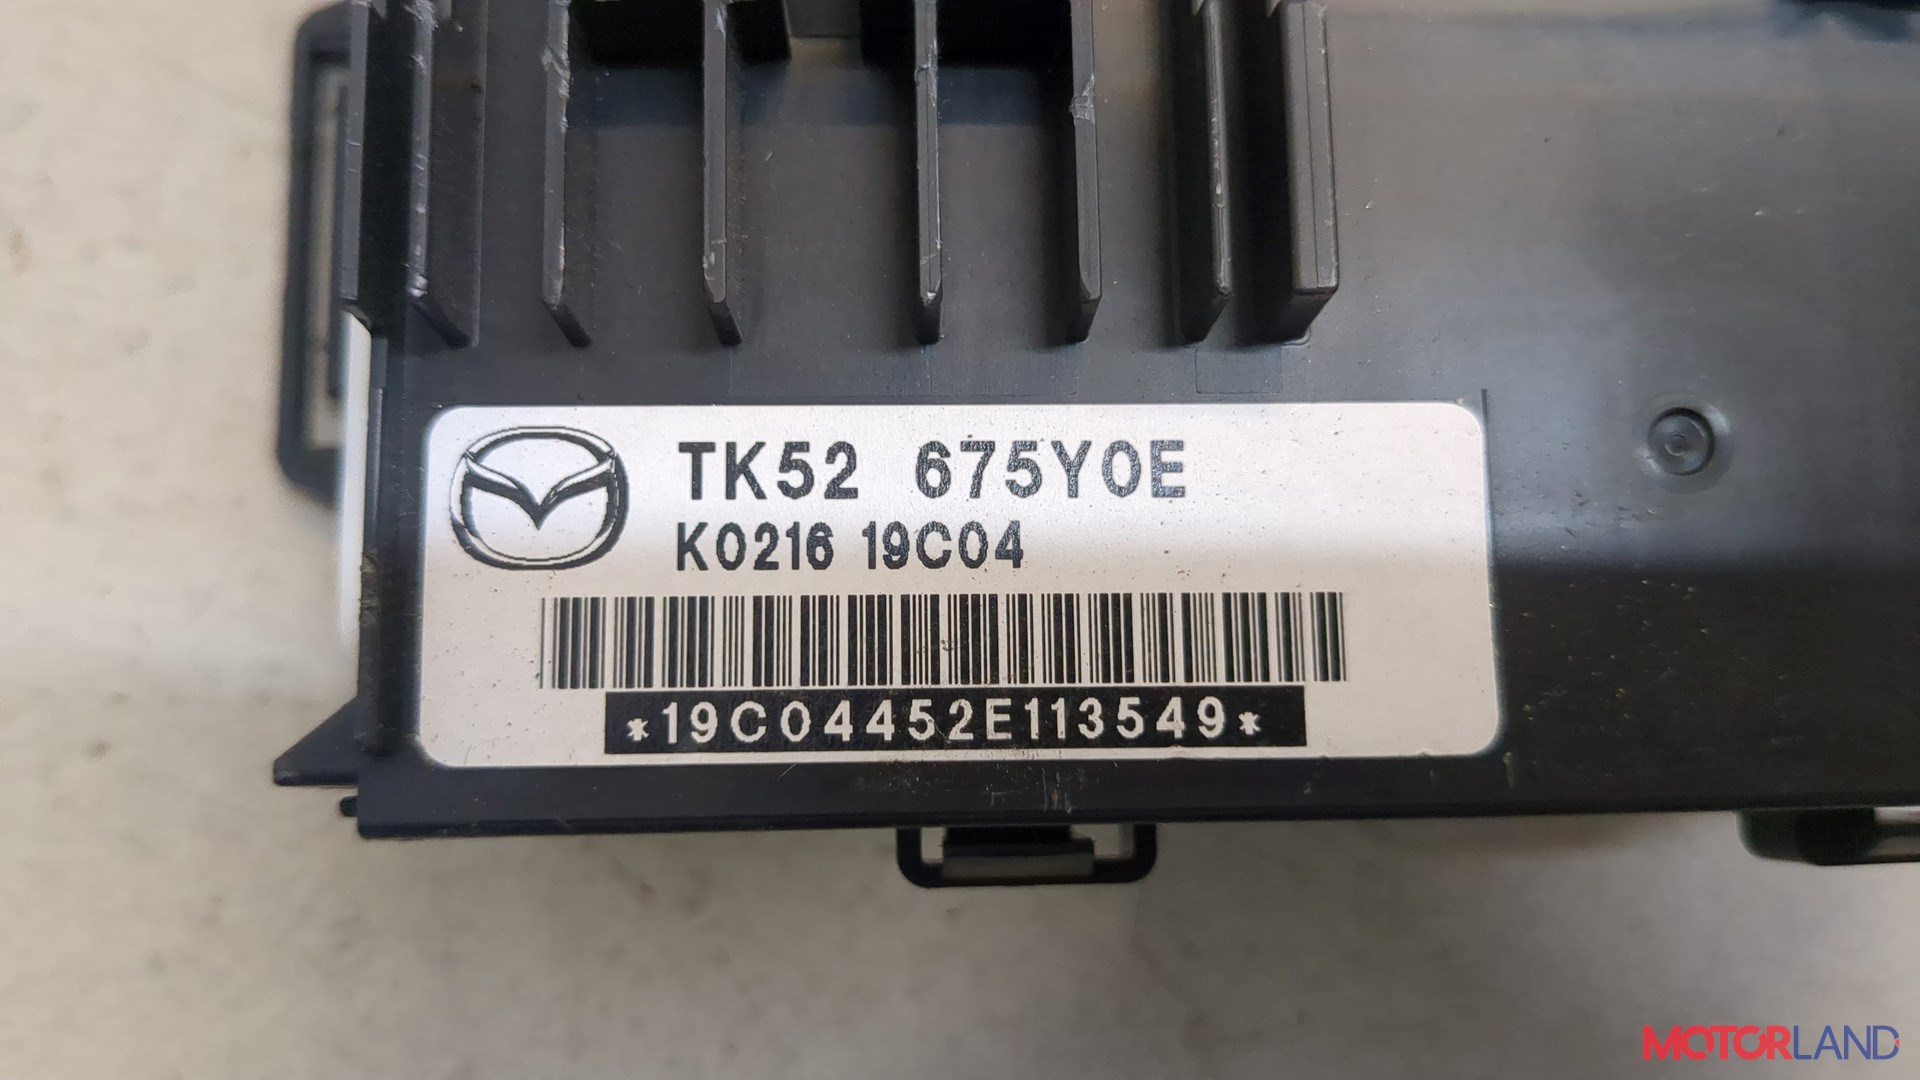 TK52 675Y0E
K0216 19C04
*19C04452E113549*
MOTORLAND